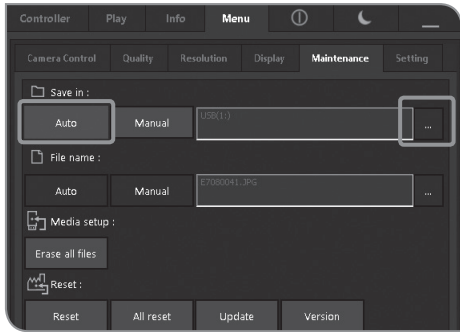 Controller Play Info Menu
Camera Control Quality Resolution Display Maintenance Setting
Save in :
Auto Manual USB(1:) ...
File name :
Auto Manual E7080041.JPG ...
Media setup :
Erase all files
Reset :
Reset All reset Update Version